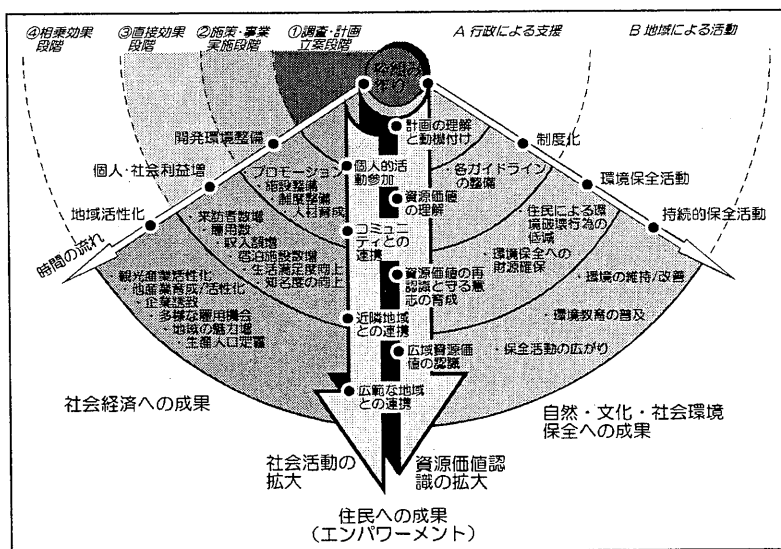 ④相乗効果
段階
③直接効果
段階
②施策・事業
実施段階
①調査・計画
立案段階
枠組み
作り
A 行政による支援
B 地域による活動
開発環境整備
個人・社会利益増
地域活性化
時間の流れ
・プロモーション
・施設整備
・制度整備
・人材育成
・来訪者数増
・雇用数
・収入額増
・宿泊施設数増
・生活満足度向上
・知名度の向上
・観光産業活性化
・他産業育成/活性化
・企業誘致
・多様な雇用機会
・地域の魅力増
・生産人口定着
社会経済への成果
個人的活
動参加
コミュニ
ティとの
連携
近隣地域
との連携
広範な地域
との連携
社会活動の
拡大
計画の理解
と動機付け
資源価値
の理解
資源価値の再
認識と守る意
志の育成
広域資源価
値の認識
資源価値認
識の拡大
住民への成果
(エンパワーメント)
制度化
環境保全活動
持続的保全活動
・各ガイドライン
の整備
・住民による環
境破壊行為の
低減
・環境保全への
財源確保
・環境の維持/改善
・環境教育の普及
・保全活動の広がり
自然・文化・社会環境
保全への成果